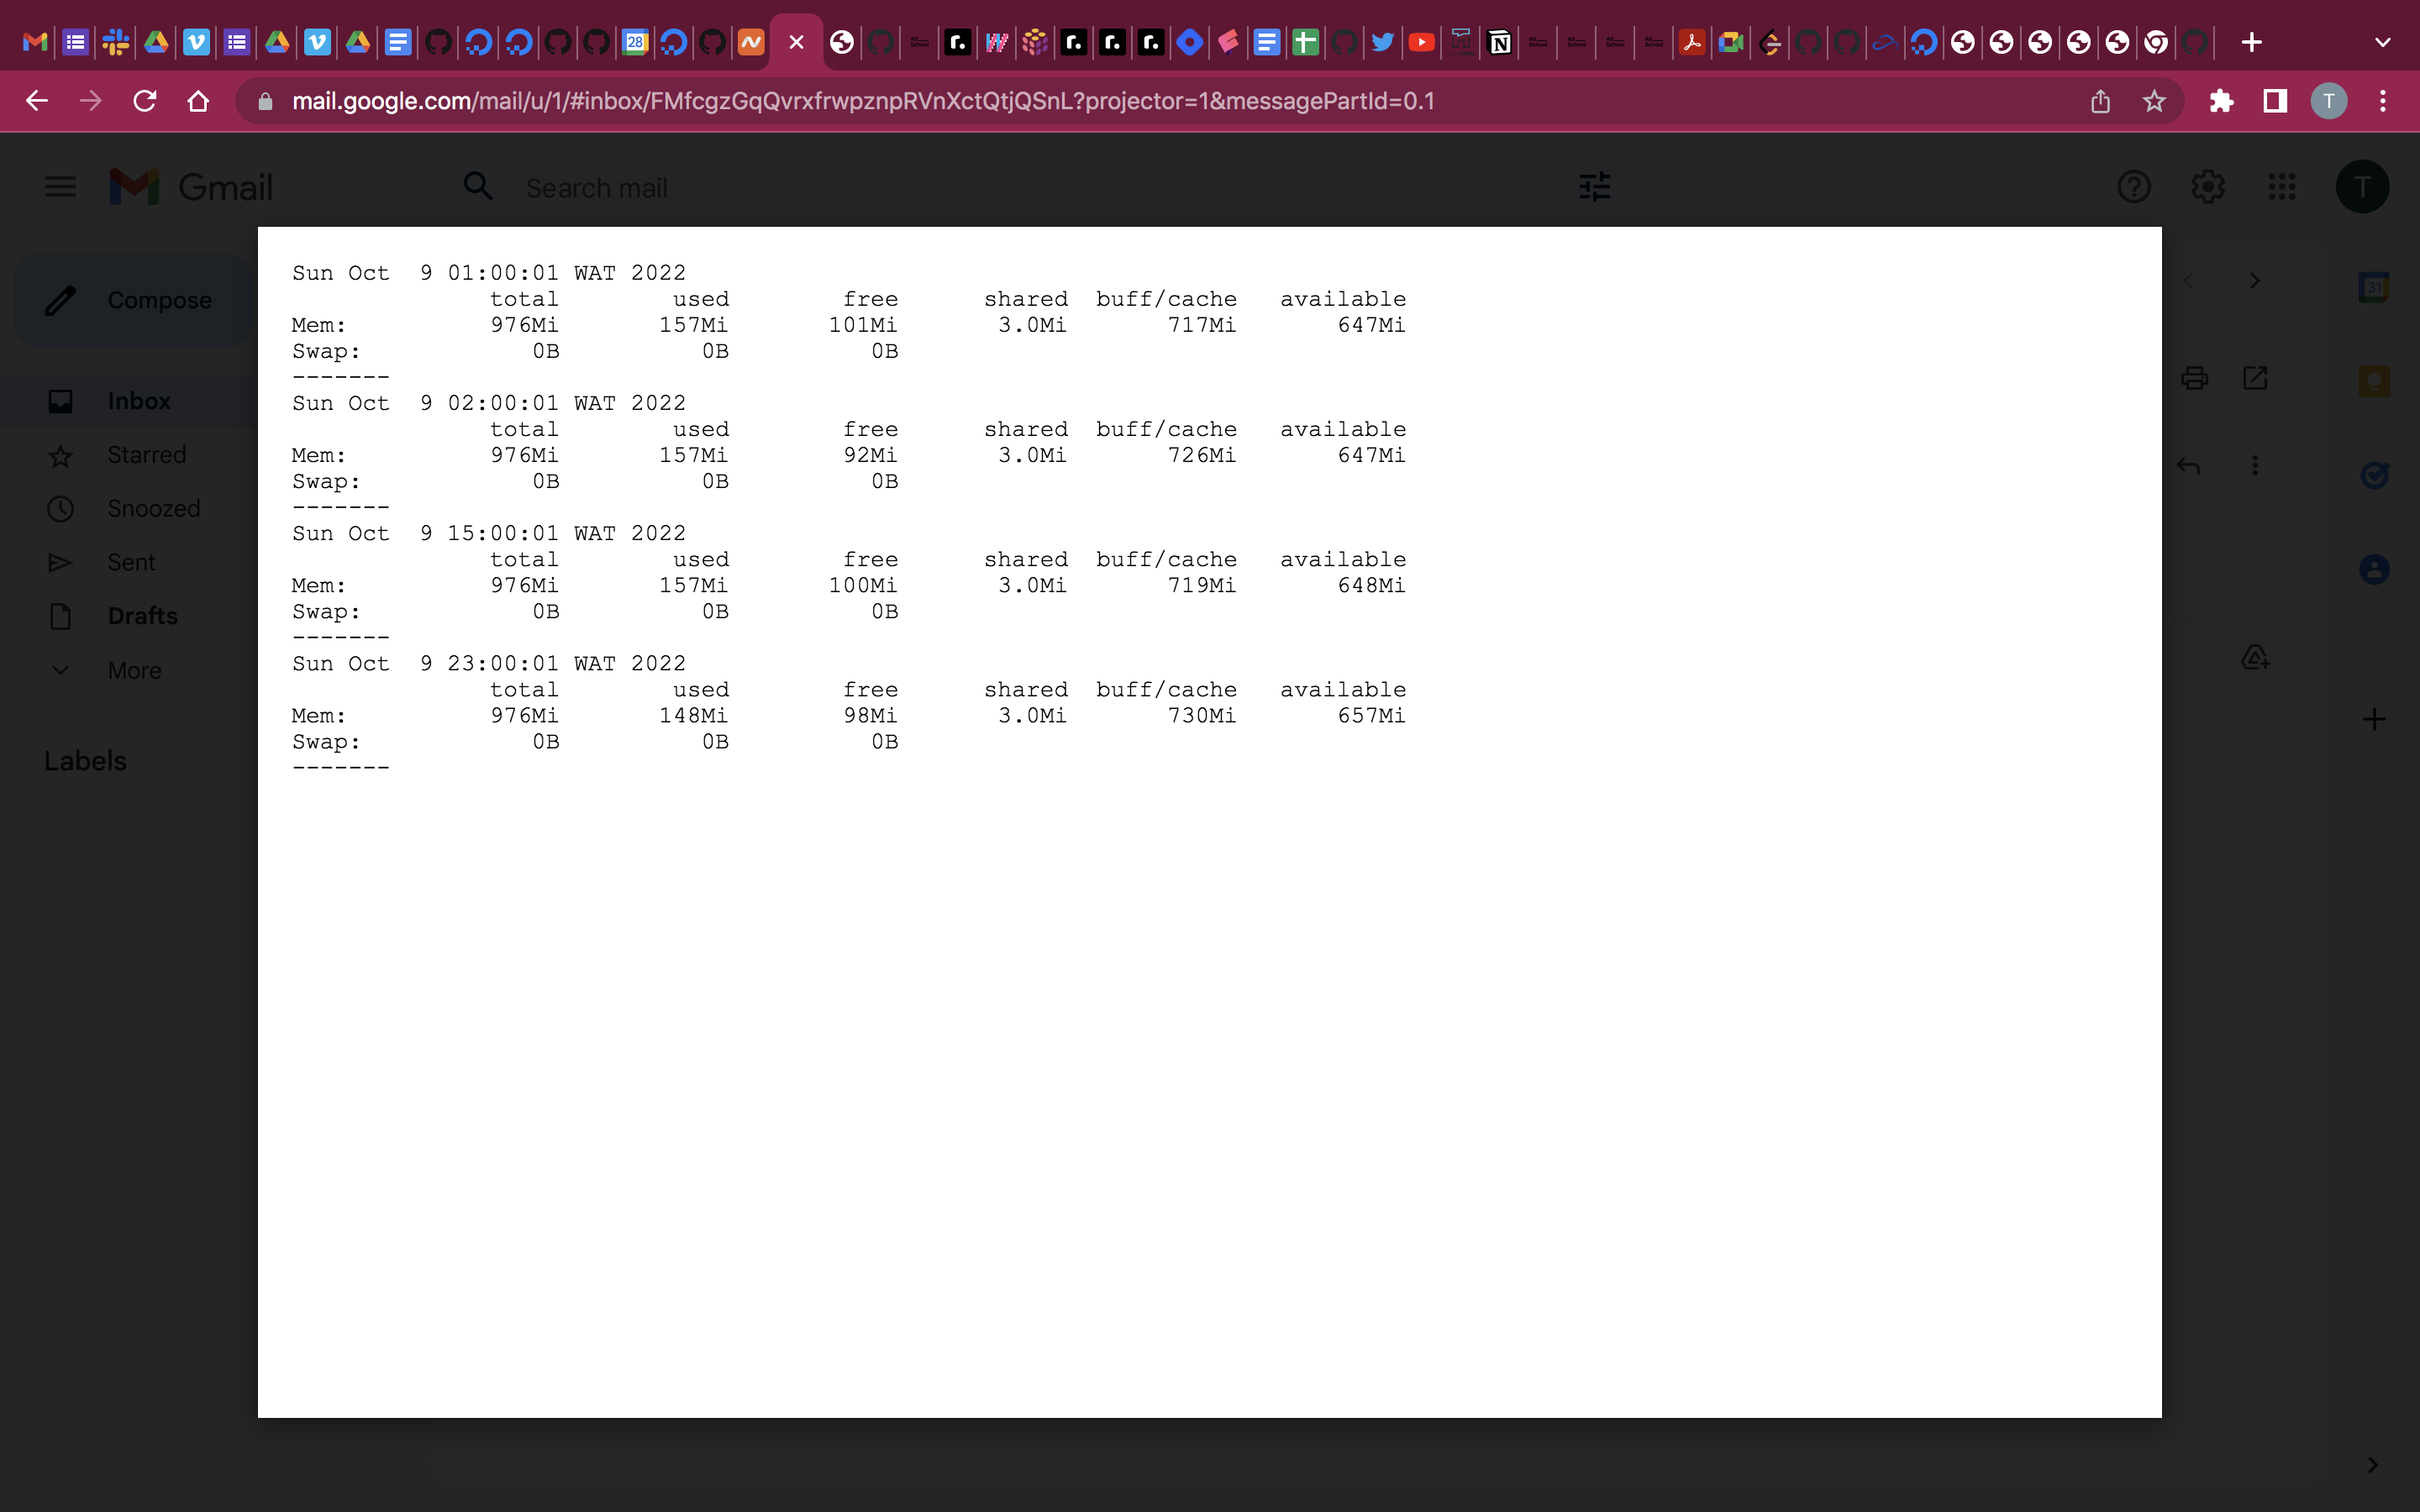 28
mail.google.com/mail/u/1/#inbox/FMfcgzGqQvrxfrwpznpRVnXctQtjQSnL?projector=1&messagePartId=0.1
T
Gmail
Search mail
T
Compose
Inbox
Starred
Snoozed
Sent
Drafts
More
Labels
31
Sun Oct  9 01:00:01 WAT 2022
total used free shared buff/cache available
Mem: 976Mi 157Mi 101Mi 3.0Mi 717Mi 647Mi
Swap: 0B 0B 0B
-------
Sun Oct  9 02:00:01 WAT 2022
total used free shared buff/cache available
Mem: 976Mi 157Mi 92Mi 3.0Mi 726Mi 647Mi
Swap: 0B 0B 0B
-------
Sun Oct  9 15:00:01 WAT 2022
total used free shared buff/cache available
Mem: 976Mi 157Mi 100Mi 3.0Mi 719Mi 648Mi
Swap: 0B 0B 0B
-------
Sun Oct  9 23:00:01 WAT 2022
total used free shared buff/cache available
Mem: 976Mi 148Mi 98Mi 3.0Mi 730Mi 657Mi
Swap: 0B 0B 0B
-------